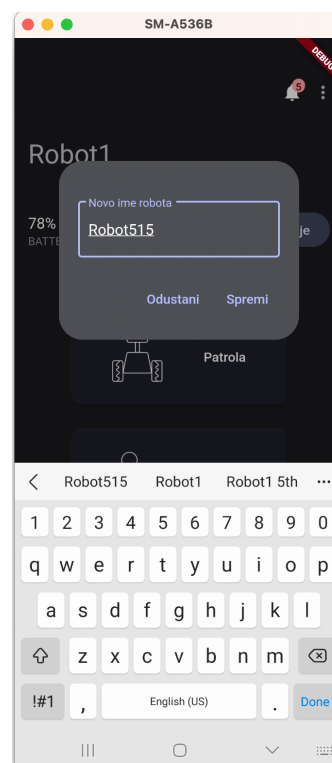 SM-A536B
DEBUG
5
Robot1
Novo ime robota
78%
Robot515
je
BATTE
Odustani Spremi
Patrola
Robot515 Robot1 Robot1 5th ...
1 2 3 4 5 6 7 8 9 0
q w e r t y u i o p
a s d f g h j k l
z x c v b n m
!#1 , English (US) . Done